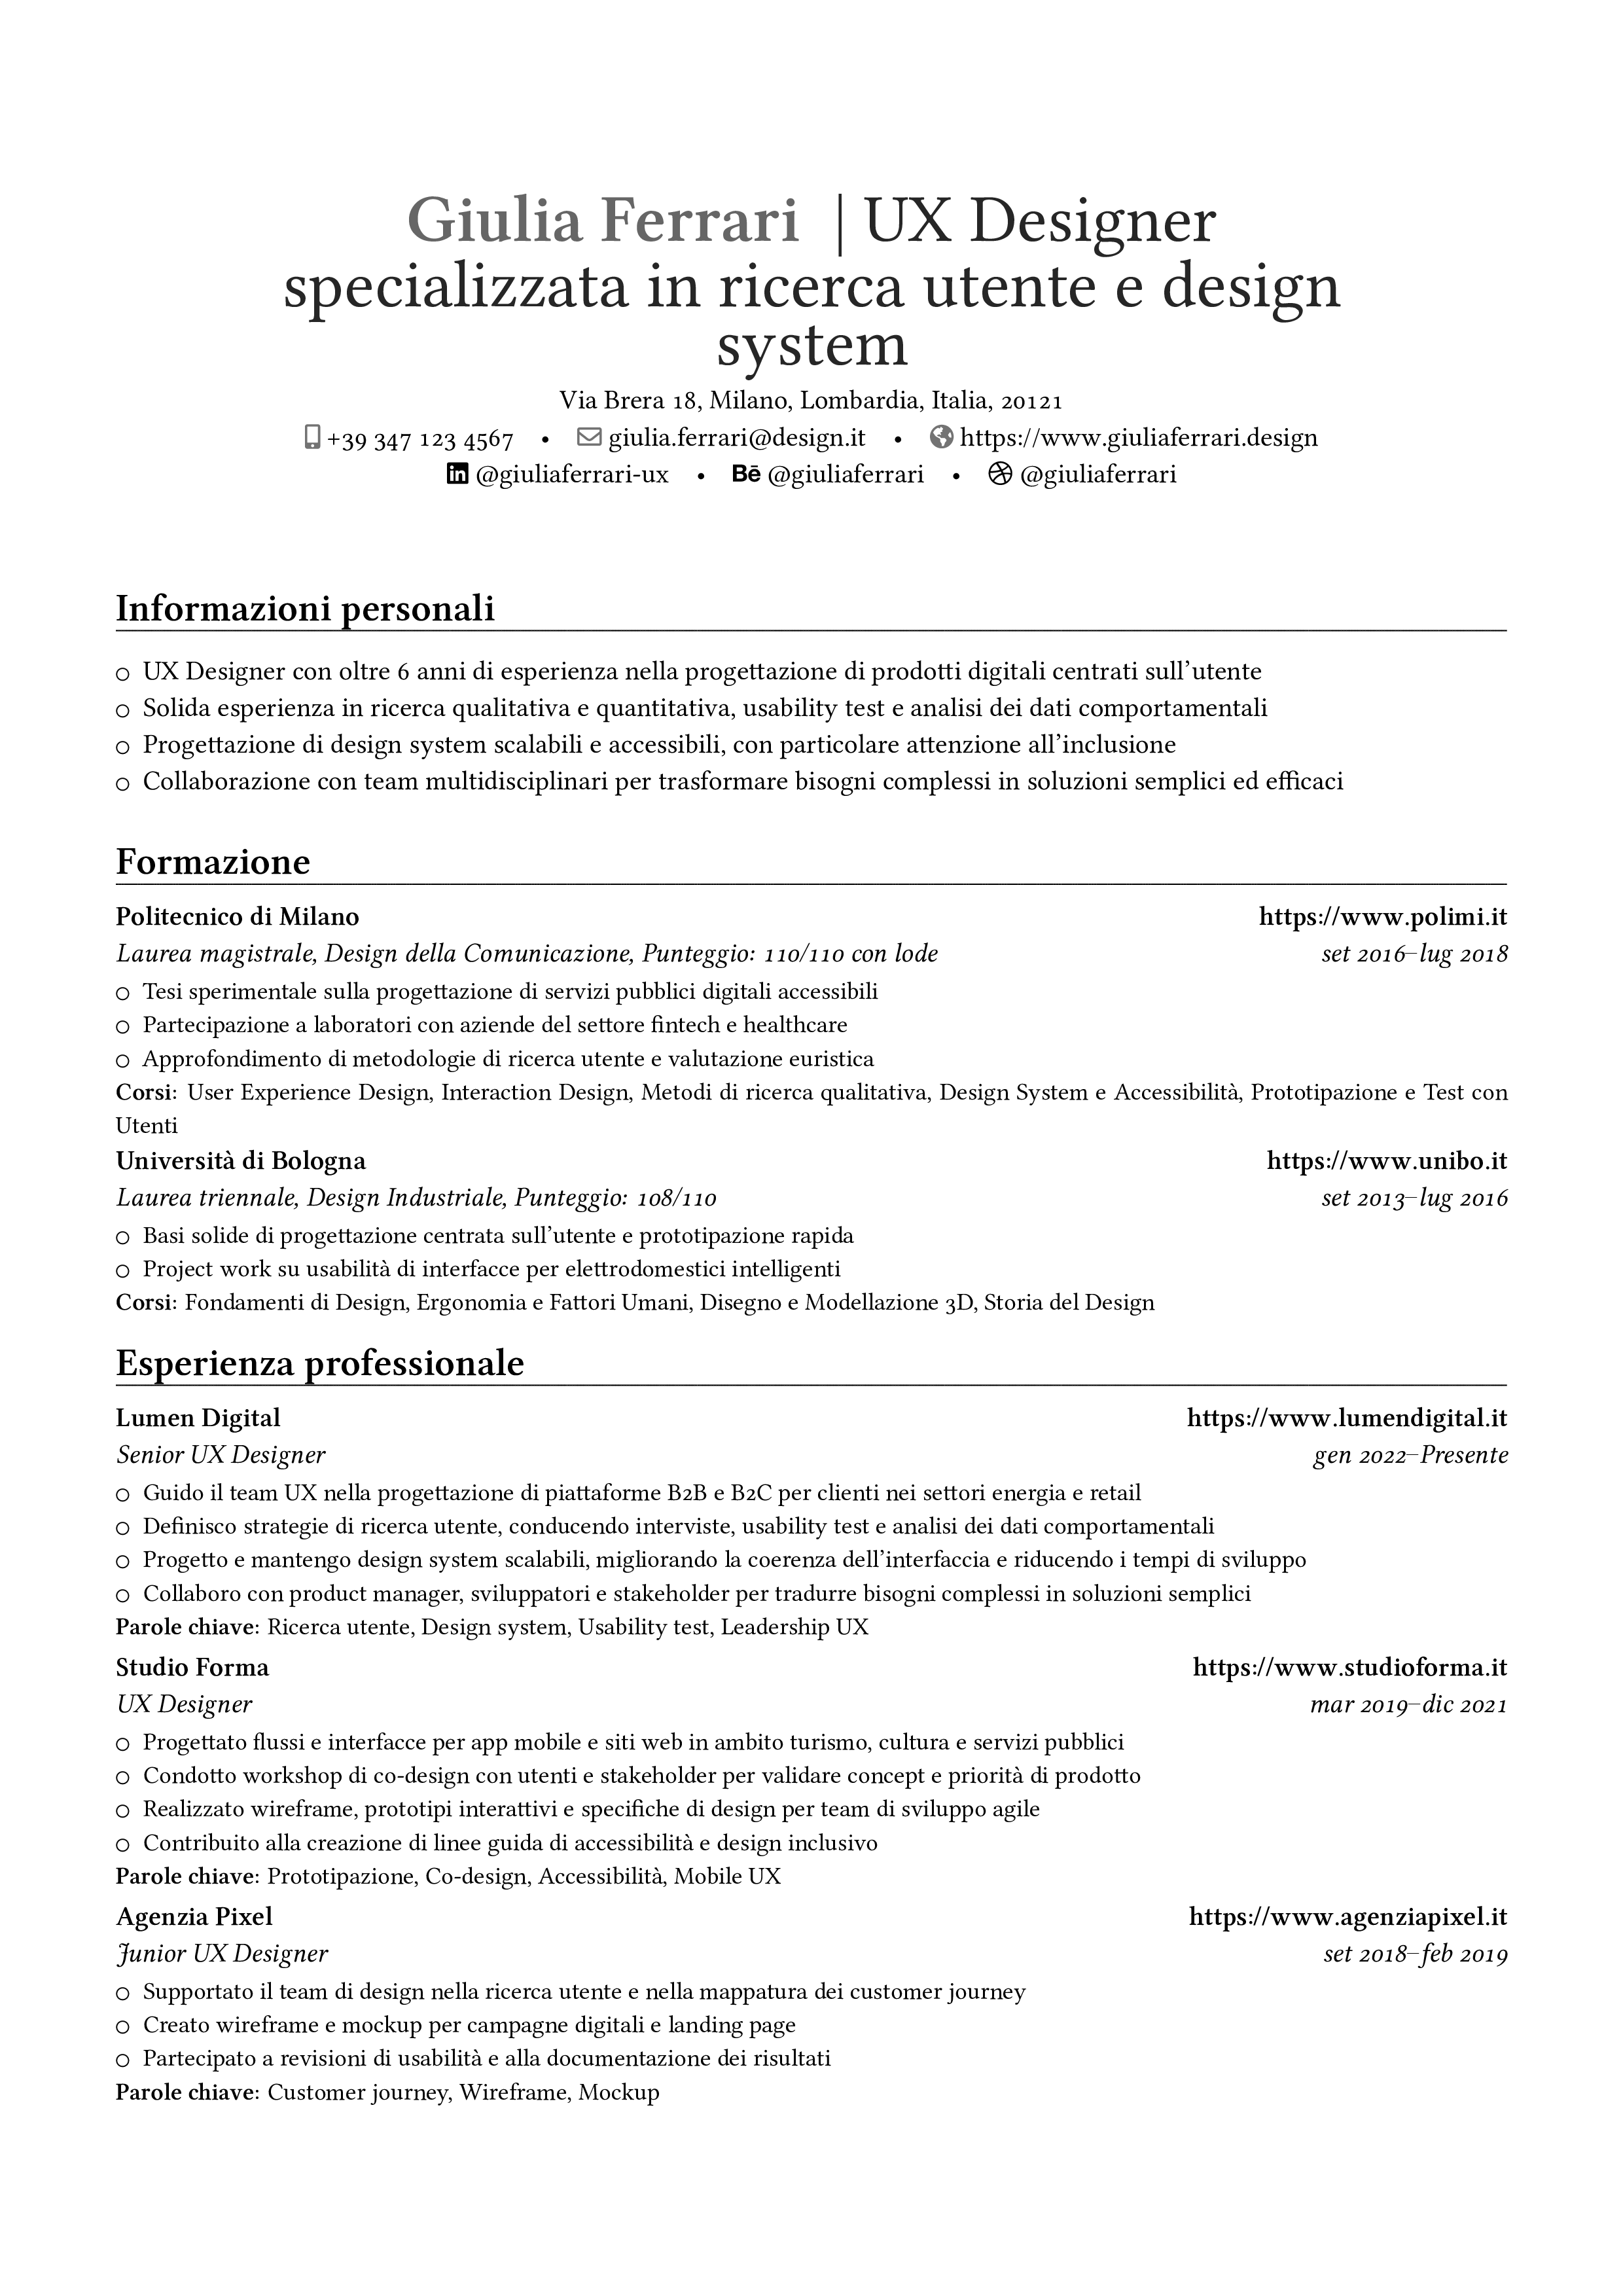 Giulia Ferrari | UX Designer
specializzata in ricerca utente e design
system
Via Brera 18, Milano, Lombardia, Italia, 20121
+39 347 123 4567 • giulia.ferrari@design.it • https://www.giuliaferrari.design
@giuliaferrari-ux • Bē @giuliaferrari • @giuliaferrari
Informazioni personali
○ UX Designer con oltre 6 anni di esperienza nella progettazione di prodotti digitali centrati sull'utente
○ Solida esperienza in ricerca qualitativa e quantitativa, usability test e analisi dei dati comportamentali
○ Progettazione di design system scalabili e accessibili, con particolare attenzione all'inclusione
○ Collaborazione con team multidisciplinari per trasformare bisogni complessi in soluzioni semplici ed efficaci
Formazione
Politecnico di Milano https://www.polimi.it
Laurea magistrale, Design della Comunicazione, Punteggio: 110/110 con lode set 2016–lug 2018
○ Tesi sperimentale sulla progettazione di servizi pubblici digitali accessibili
○ Partecipazione a laboratori con aziende del settore fintech e healthcare
○ Approfondimento di metodologie di ricerca utente e valutazione euristica
Corsi: User Experience Design, Interaction Design, Metodi di ricerca qualitativa, Design System e Accessibilità, Prototipazione e Test con
Utenti
Università di Bologna https://www.unibo.it
Laurea triennale, Design Industriale, Punteggio: 108/110 set 2013–lug 2016
○ Basi solide di progettazione centrata sull'utente e prototipazione rapida
○ Project work su usabilità di interfacce per elettrodomestici intelligenti
Corsi: Fondamenti di Design, Ergonomia e Fattori Umani, Disegno e Modellazione 3D, Storia del Design
Esperienza professionale
Lumen Digital https://www.lumendigital.it
Senior UX Designer gen 2022–Presente
○ Guido il team UX nella progettazione di piattaforme B2B e B2C per clienti nei settori energia e retail
○ Definisco strategie di ricerca utente, conducendo interviste, usability test e analisi dei dati comportamentali
○ Progetto e mantengo design system scalabili, migliorando la coerenza dell'interfaccia e riducendo i tempi di sviluppo
○ Collaboro con product manager, sviluppatori e stakeholder per tradurre bisogni complessi in soluzioni semplici
Parole chiave: Ricerca utente, Design system, Usability test, Leadership UX
Studio Forma https://www.studioforma.it
UX Designer mar 2019–dic 2021
○ Progettato flussi e interfacce per app mobile e siti web in ambito turismo, cultura e servizi pubblici
○ Condotto workshop di co-design con utenti e stakeholder per validare concept e priorità di prodotto
○ Realizzato wireframe, prototipi interattivi e specifiche di design per team di sviluppo agile
○ Contribuito alla creazione di linee guida di accessibilità e design inclusivo
Parole chiave: Prototipazione, Co-design, Accessibilità, Mobile UX
Agenzia Pixel https://www.agenziapixel.it
Junior UX Designer set 2018–feb 2019
○ Supportato il team di design nella ricerca utente e nella mappatura dei customer journey
○ Creato wireframe e mockup per campagne digitali e landing page
○ Partecipato a revisioni di usabilità e alla documentazione dei risultati
Parole chiave: Customer journey, Wireframe, Mockup